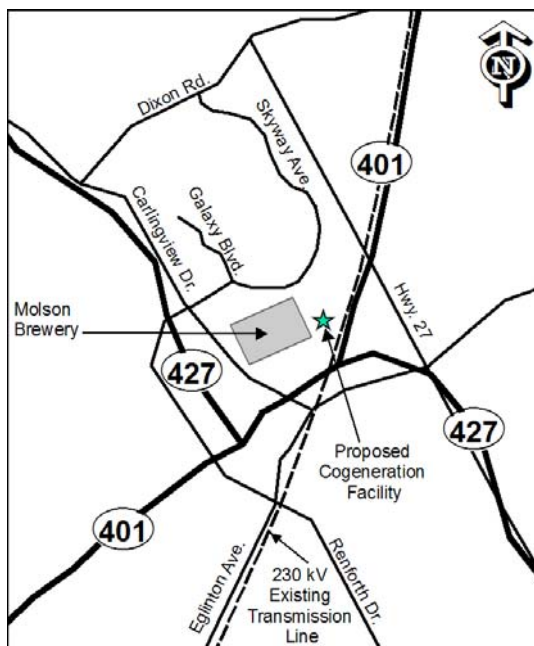 N
Dixon Rd.
Skyway Ave.
401
Galaxy Blvd.
Carlingview Dr.
Hwy. 27
Molson
Brewery
427
427
Proposed
Cogeneration
Facility
401
Eglinton Ave.
230 kV
Existing
Transmission
Line
Renforth Dr.